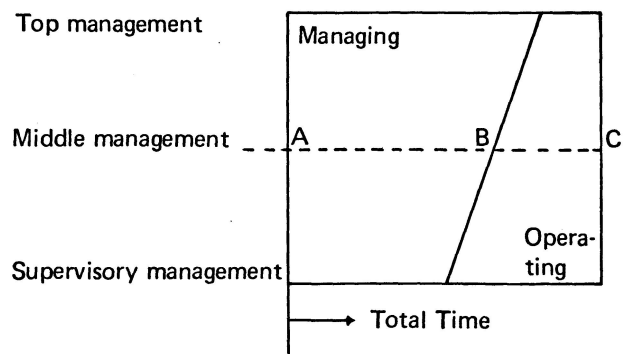 Top management
Managing
Middle management
A
B
C
Opera-
ting
Supervisory management
Total Time